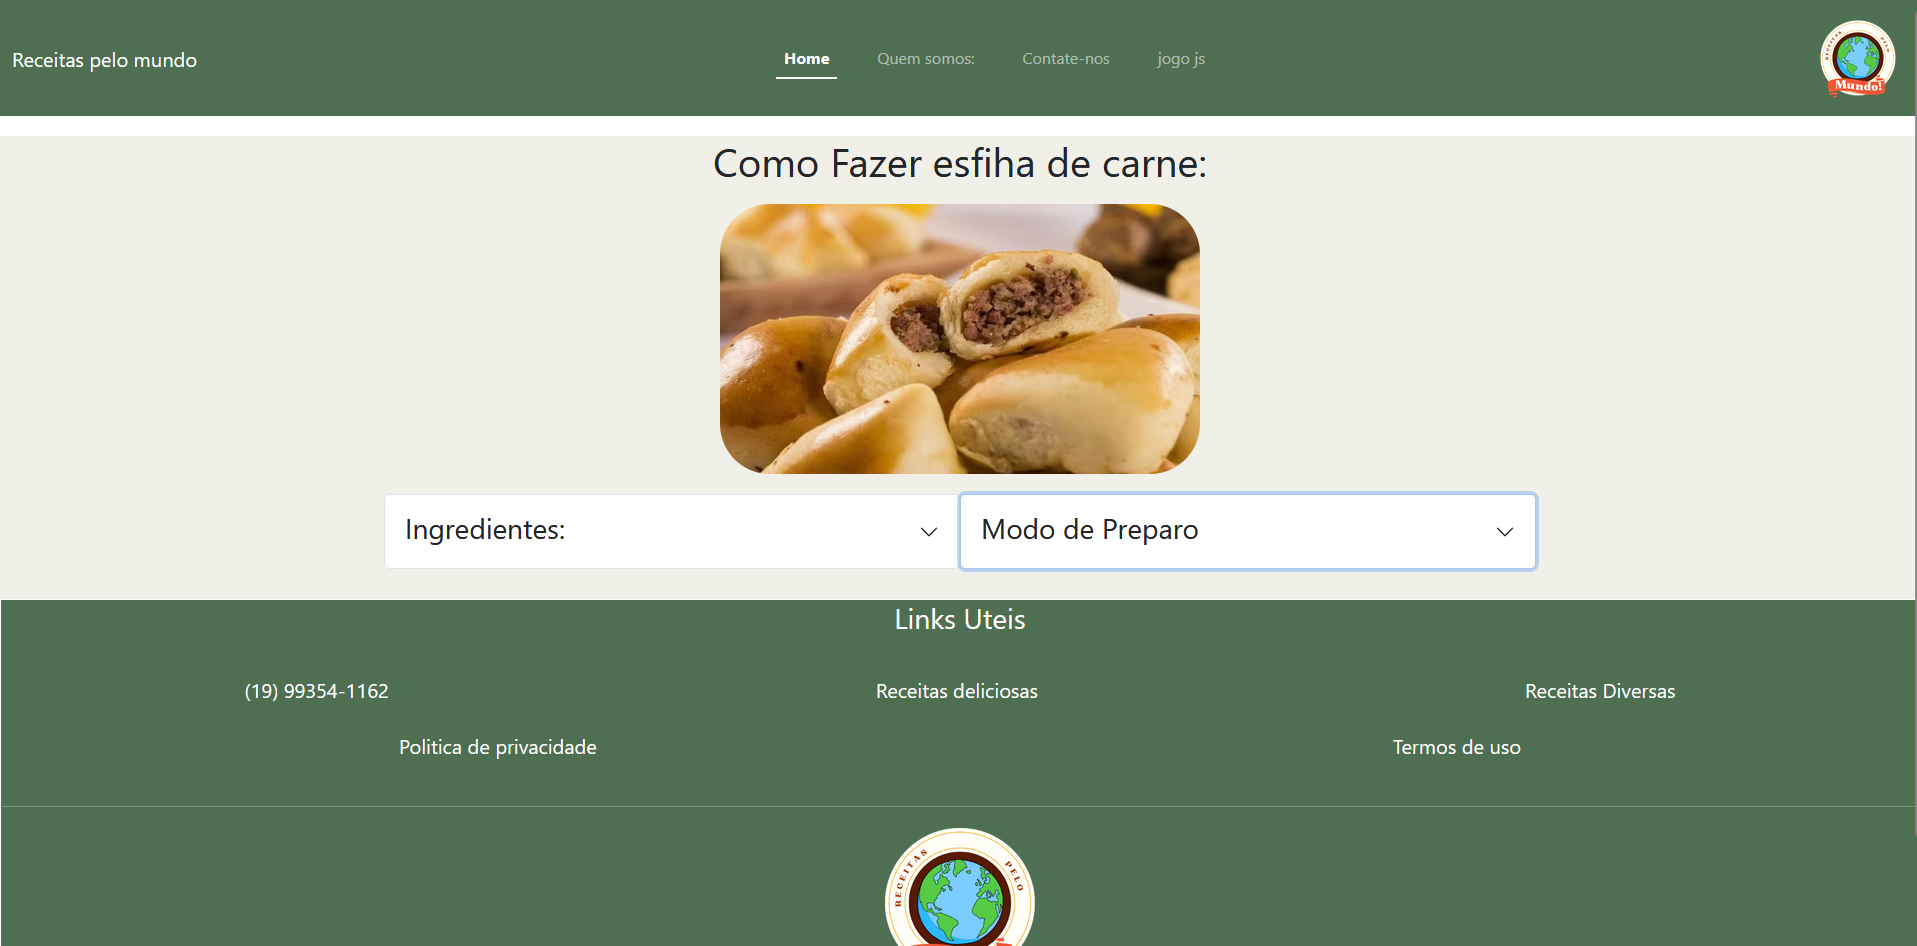 Receitas pelo mundo
Home
Quem somos:
Contate-nos
jogo js
RECEITAS PELO
Mundo!
Como Fazer esfiha de carne:
Ingredientes:
Modo de Preparo
Links Uteis
(19) 99354-1162
Receitas deliciosas
Receitas Diversas
Politica de privacidade
Termos de uso
RECEITAS PELO